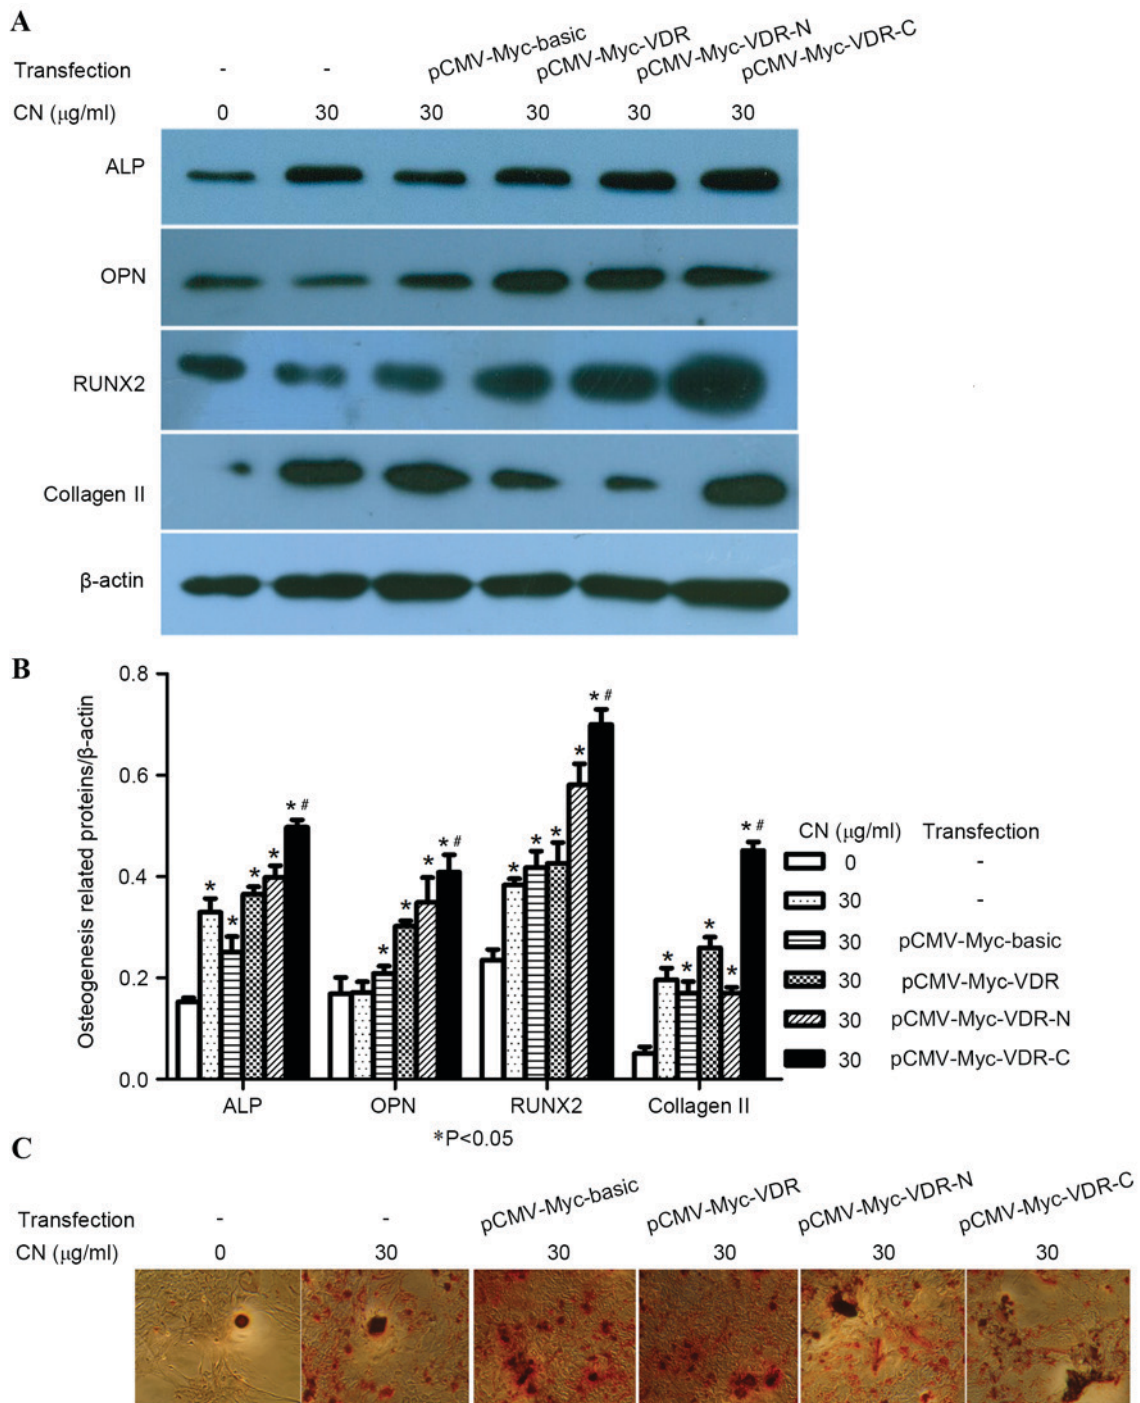 A
Transfection - - pCMV-Myc-basic pCMV-Myc-VDR pCMV-Myc-VDR-N pCMV-Myc-VDR-C
CN (μg/ml) 0 30 30 30 30 30
ALP
OPN
RUNX2
Collagen II
β-actin
B
Osteogenesis related proteins/β-actin
0.8
0.6
0.4
0.2
0.0
* * * * * #
* * * * #
* * * * * #
* * * * * #
ALP OPN RUNX2 Collagen II
*P<0.05
CN (μg/ml) Transfection
0 -
30 -
30 pCMV-Myc-basic
30 pCMV-Myc-VDR
30 pCMV-Myc-VDR-N
30 pCMV-Myc-VDR-C
C
Transfection - - pCMV-Myc-basic pCMV-Myc-VDR pCMV-Myc-VDR-N pCMV-Myc-VDR-C
CN (μg/ml) 0 30 30 30 30 30